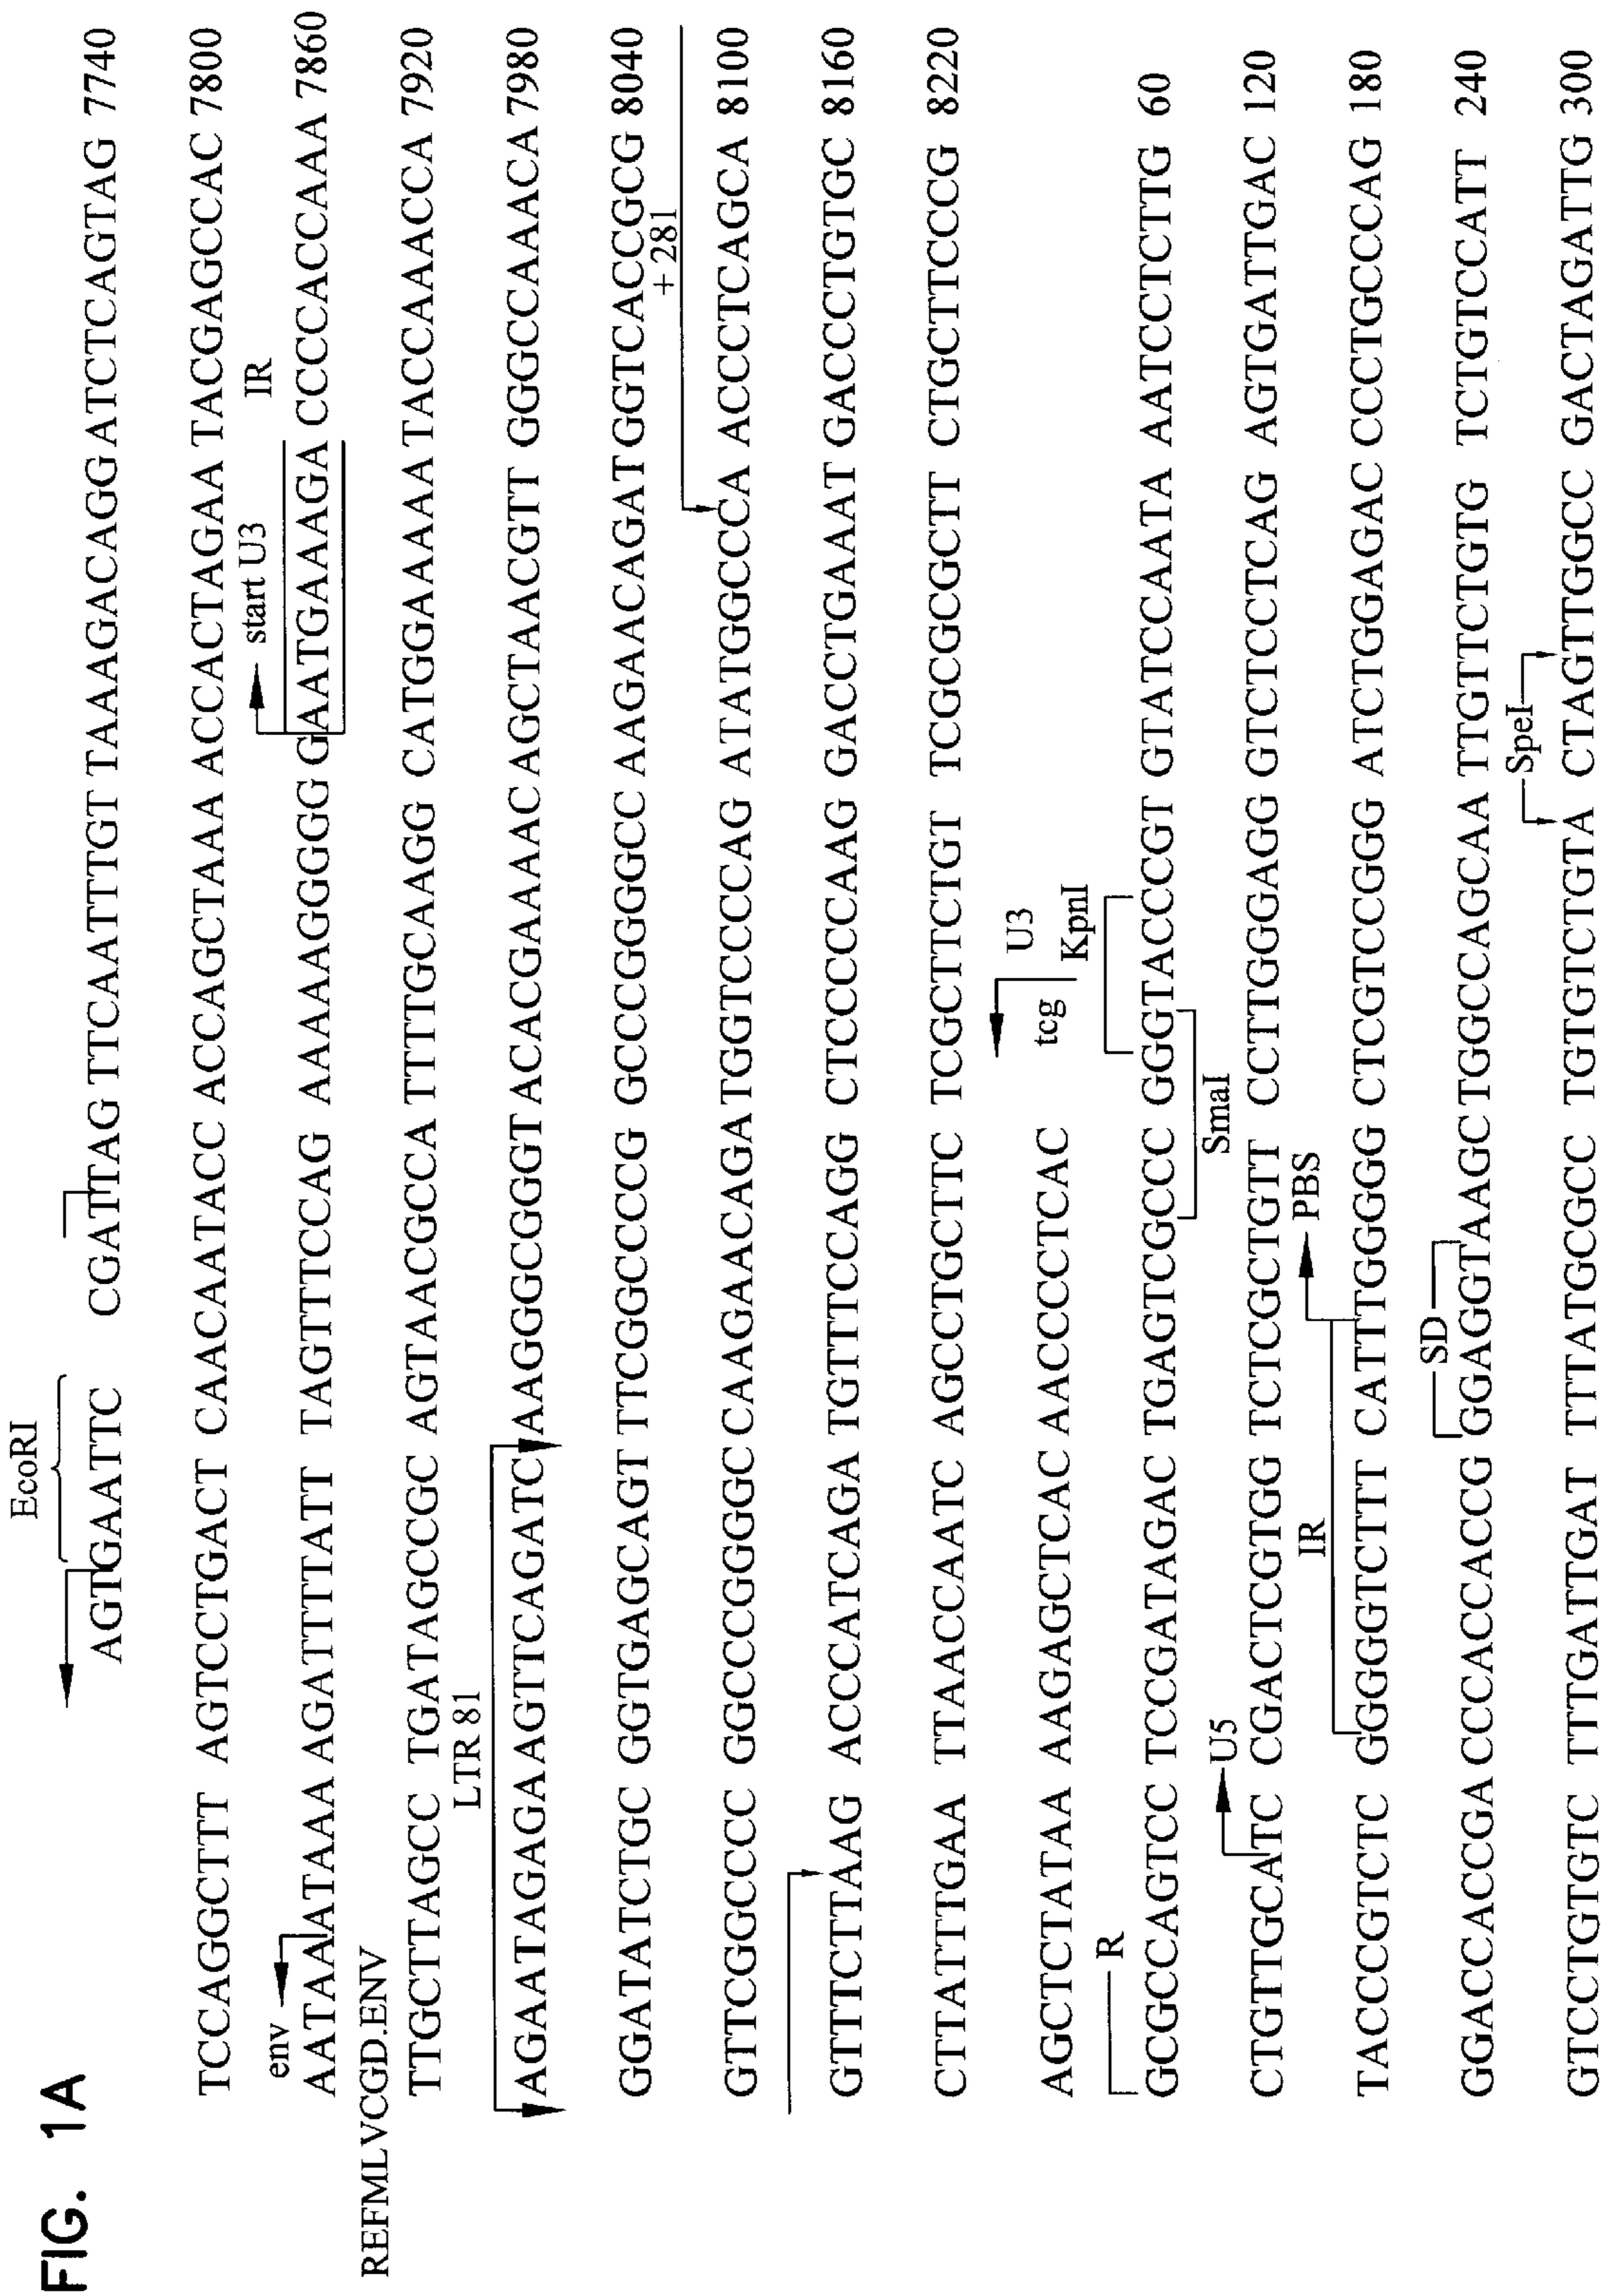 FIG. 1A
EcoRI
AGTGAATTC CGATTAG TTCAATTTGT TAAAGACAGG ATCTCAGTAG 7740
TCCAGGCTTT AGTCCTGACT CAACAATACC ACCAGCTAAA ACCACTAGAA TACGAGCCAC 7800
env start U3 IR
AATAAATAAA AGATTTTATT TAGTTTCCAG AAAAAGGGGG GAATGAAAGA CCCCACCAAA 7860
REFMLVCGD.ENV
TTGCTTAGCC TGATAGCCGC AGTAACGCCA TTTTGCAAGG CATGGAAAAA TACCAAACCA 7920
LTR 81
AGAATAGAGAAGTTCAGATC AAGGGCGGGT ACACGAAAAC AGCTAACGTT GGGCCAAACA 7980
GGATATCTGC GGTGAGCAGT TTCGGCCCCG GCCCGGGGCC AAGAACAGAT GGTCACCGCG 8040
+ 281
GTTCGGCCCC GGCCCGGGGC CAAGAACAGA TGGTCCCCAG ATATGGCCCA ACCCTCAGCA 8100
GTTTCTTAAG ACCCATCAGA TGTTTCCAGG CTCCCCCAAG GACCTGAAAT GACCCTGTGC 8160
CTTATTTGAA TTAACCAATC AGCCTGCTTC TCGCTTCTGT TCGCGCGCTT CTGCTTCCCG 8220
AGCTCTATAA AAGAGCTCAC AACCCCTCAC tcg U3
R KpnI
GCGCCAGTCC TCCGATAGAC TGAGTCGCCC GGGTACCCGT GTATCCAATA AATCCTCTTG 60
SmaI
U5
CTGTTGCATC CGACTCGTGG TCTCGCTGTT CCTTGGGAGG GTCTCCTCAG AGTGATTGAC 120
IR PBS
TACCCGTCTC GGGGGTCTTT CATTTGGGGG CTCGTCCGGG ATCTGGAGAC CCCTGCCCAG 180
SD
GGACCACCGA CCCACCACCG GGAGGTAAGC TGGCCAGCAA TTGTTCTGTG TCTGTCCATT 240
SpeI
GTCCTGTGTC TTTGATTGAT TTTATGCGCC TGTGTCTGTA CTAGTTGGCC GACTAGATTG 300